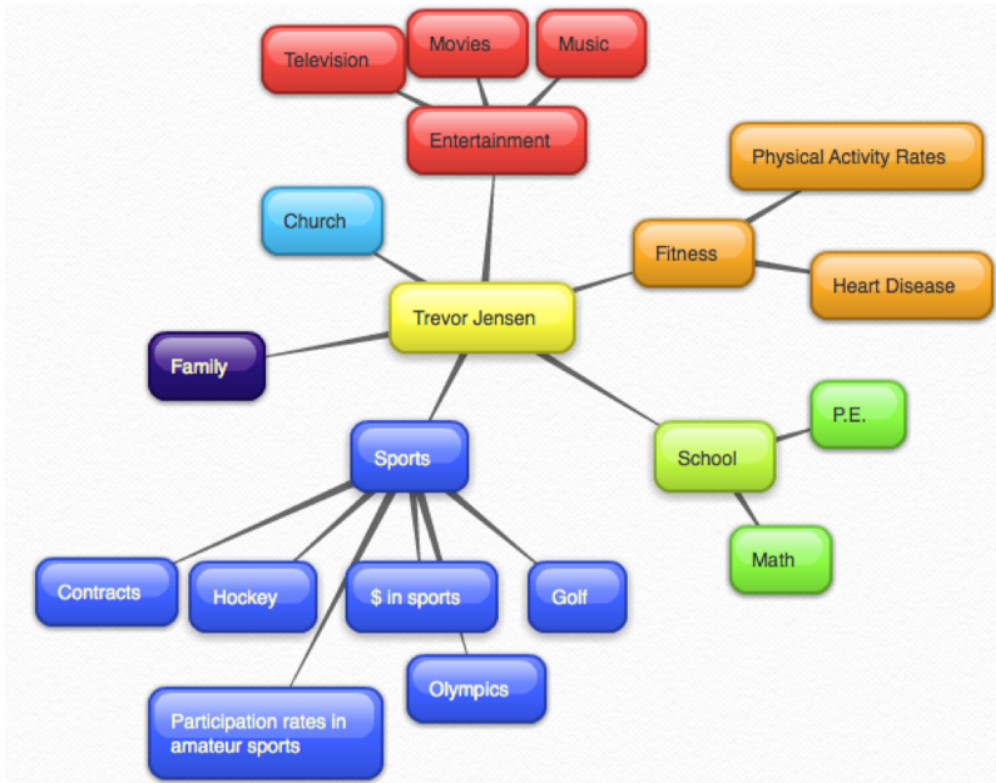 Movies
Music
Television
Entertainment
Physical Activity Rates
Church
Fitness
Heart Disease
Trevor Jensen
Family
P.E.
Sports
School
Math
Contracts
Hockey
$ in sports
Golf
Olympics
Participation rates in
amateur sports